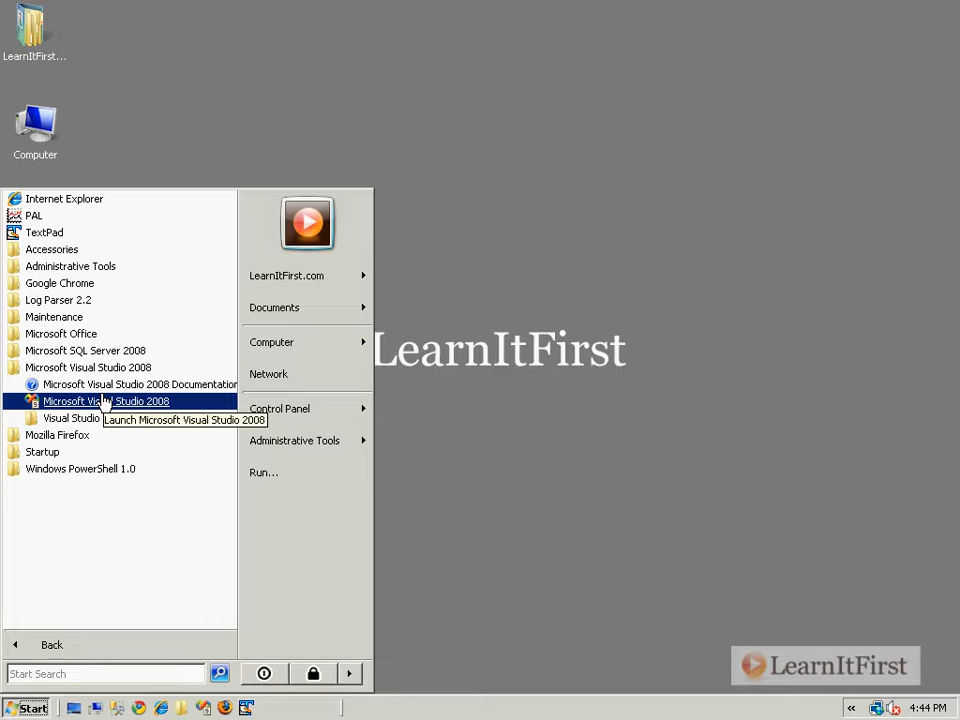 LearnItFirst...
Computer
Internet Explorer
PAL
TextPad
Accessories
Administrative Tools
Google Chrome
Log Parser 2.2
Maintenance
Microsoft Office
Microsoft SQL Server 2008
Microsoft Visual Studio 2008
Microsoft Visual Studio 2008 Documentation
Microsoft Visual Studio 2008
Visual Studio
Launch Microsoft Visual Studio 2008
Mozilla Firefox
Startup
Windows PowerShell 1.0
Back
Start Search
LearnItFirst.com
Documents
Computer
Network
Control Panel
Administrative Tools
Run...
LearnItFirst
LearnItFirst
Start
4:44 PM